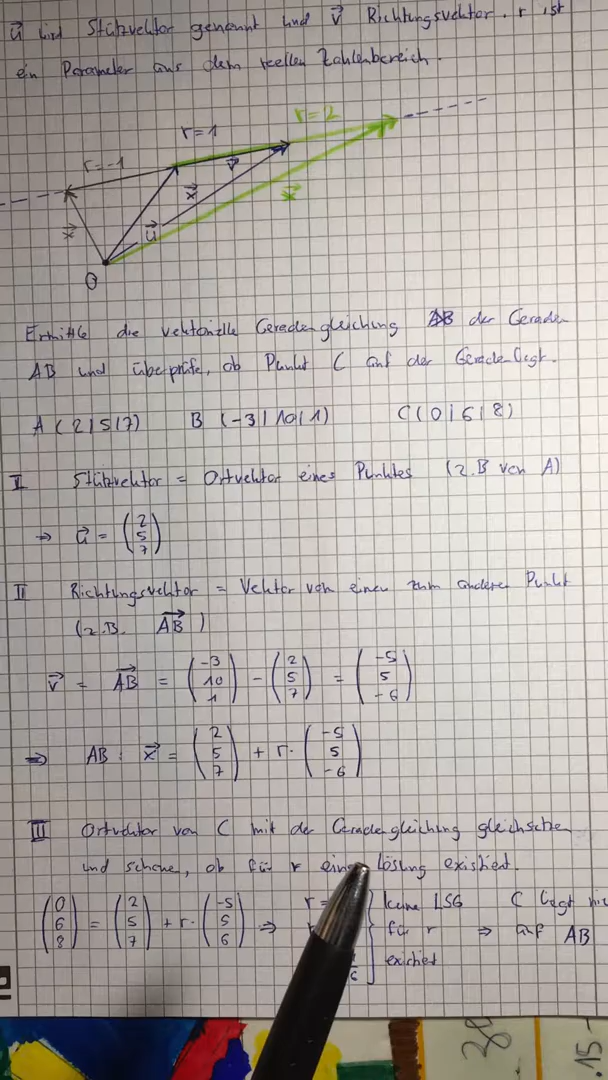 u⃗ wird Stützvektor genannt und v⃗ Richtungsvektor. r ist
ein Parameter aus dem reellen Zahlenbereich.
r=2
r=1
r=-1
v⃗
x⃗
x⃗
x⃗
u⃗
O
die vektorielle Geradengleichung der Geraden
AB und überprüfe, ob Punkt C auf der Gerade liegt.
A (2|5|7) B (-3|10|1) C(0|6|8)
I Stützvektor = Ortvektor eines Punktes (z.B von A)
⇒ u⃗ = (2 5 7)
II Richtungsvektor = Vektor von einen zum anderen Punkt
(z.B. AB⃗ )
v⃗ = AB⃗ = (-3 10 1) - (2 5 7) = (-5 5 -6)
⇒ AB: x⃗ = (2 5 7) + r· (-5 5 -6)
III Ortvektor von C mit der Geradengleichung gleichsetzen
und schaue, ob für r eine lösung existiert.
(0 6 8) = (2 5 7) + r· (-5 5 6) ⇒ r= keine LSG für r existiert ⇒ C liegt auf AB